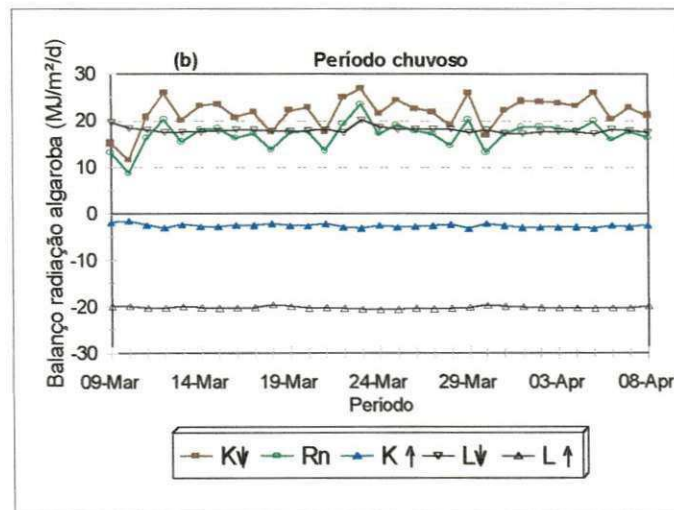 (b) Período chuvoso
Balanço radiação algaroba (MJ/m²/d)
30
20
10
0
-10
-20
-30
09-Mar 14-Mar 19-Mar 24-Mar 29-Mar 03-Apr 08-Apr
Periodo
K↓ Rn K ↑ L↓ L ↑